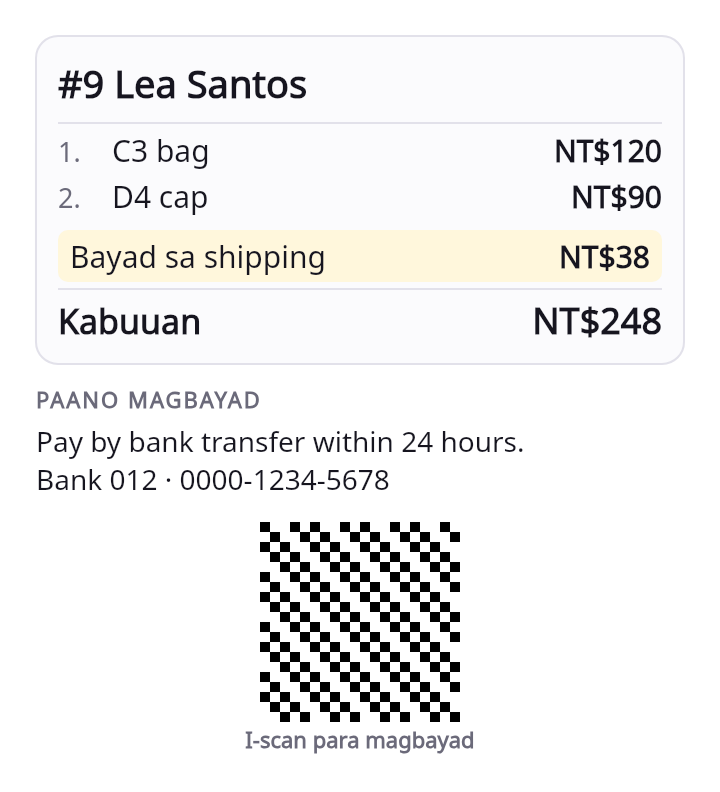 #9 Lea Santos
1. C3 bag NT$120
2. D4 cap NT$90
Bayad sa shipping NT$38
Kabuuan NT$248
PAANO MAGBAYAD
Pay by bank transfer within 24 hours.
Bank 012 · 0000-1234-5678
I-scan para magbayad